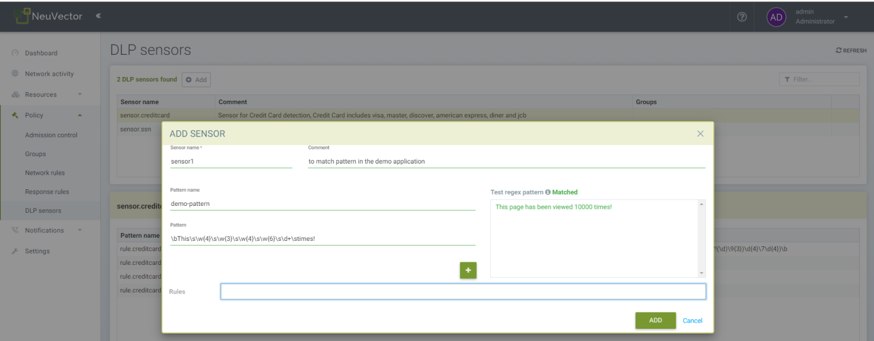 NeuVector «
?
AD admin
Administrator
Dashboard
Network activity
Resources
Policy
Admission control
Groups
Network rules
Response rules
DLP sensors
Notifications
Settings
DLP sensors
REFRESH
2 DLP sensors found Add
Filter...
Sensor name Comment Groups
sensor.creditcard Sensor for Credit Card detection, Credit Card includes visa, master, discover, american express, diner and jcb
sensor.ssn
ADD SENSOR ×
Sensor name * Comment
sensor1 to match pattern in the demo application
Pattern name
demo-pattern
Test regex pattern Matched
This page has been viewed 10000 times!
Pattern
\bThis\s\w{4}\s\w{3}\s\w{4}\s\w{6}\s\d+\stimes!
+
Rules
ADD Cancel
sensor.credit
Pattern name
rule.creditcard
rule.creditcard
rule.creditcard
rule.creditcard